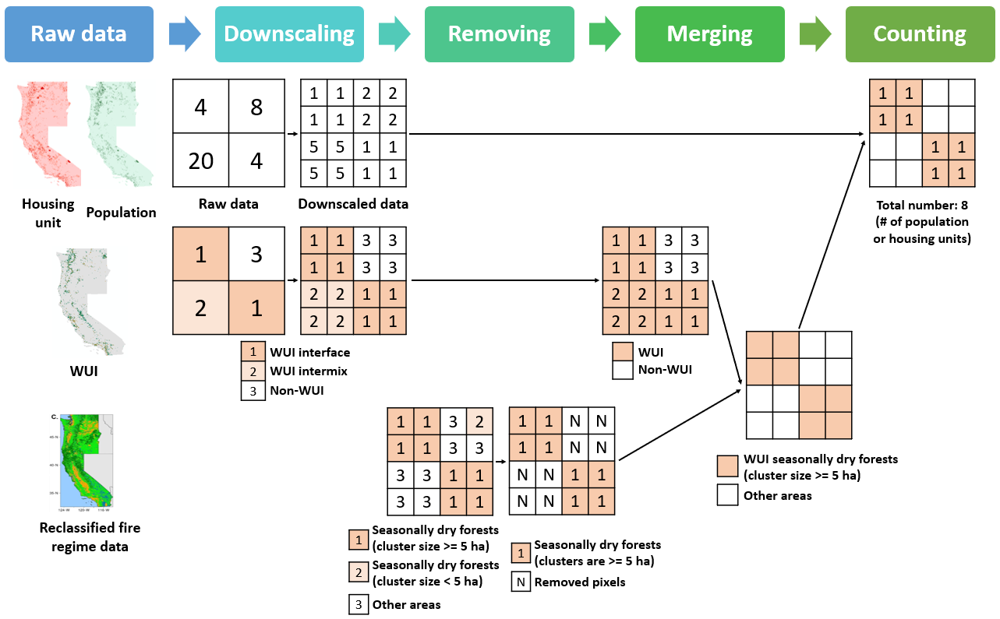 Raw data
Downscaling
Removing
Merging
Counting
4 8
20 4
1 1 2 2
1 1 2 2
5 5 1 1
5 5 1 1
1 1
1 1
1 1
1 1
Housing
unit
Population
Raw data
Downscaled data
Total number: 8
(# of population
or housing units)
1 3
2 1
1 1 3 3
1 1 3 3
2 2 1 1
2 2 1 1
1 1 3 3
1 1 3 3
2 2 1 1
2 2 1 1
WUI
1 WUI interface
2 WUI intermix
3 Non-WUI
WUI
Non-WUI
C.
1 1 3 2
1 1 3 3
3 3 1 1
3 3 1 1
1 1 N N
1 1 N N
N N 1 1
N N 1 1
WUI seasonally dry forests
(cluster size >= 5 ha)
Other areas
Reclassified fire
regime data
1 Seasonally dry forests
(cluster size >= 5 ha)
2 Seasonally dry forests
(cluster size < 5 ha)
3 Other areas
1 Seasonally dry forests
(clusters are >= 5 ha)
N Removed pixels